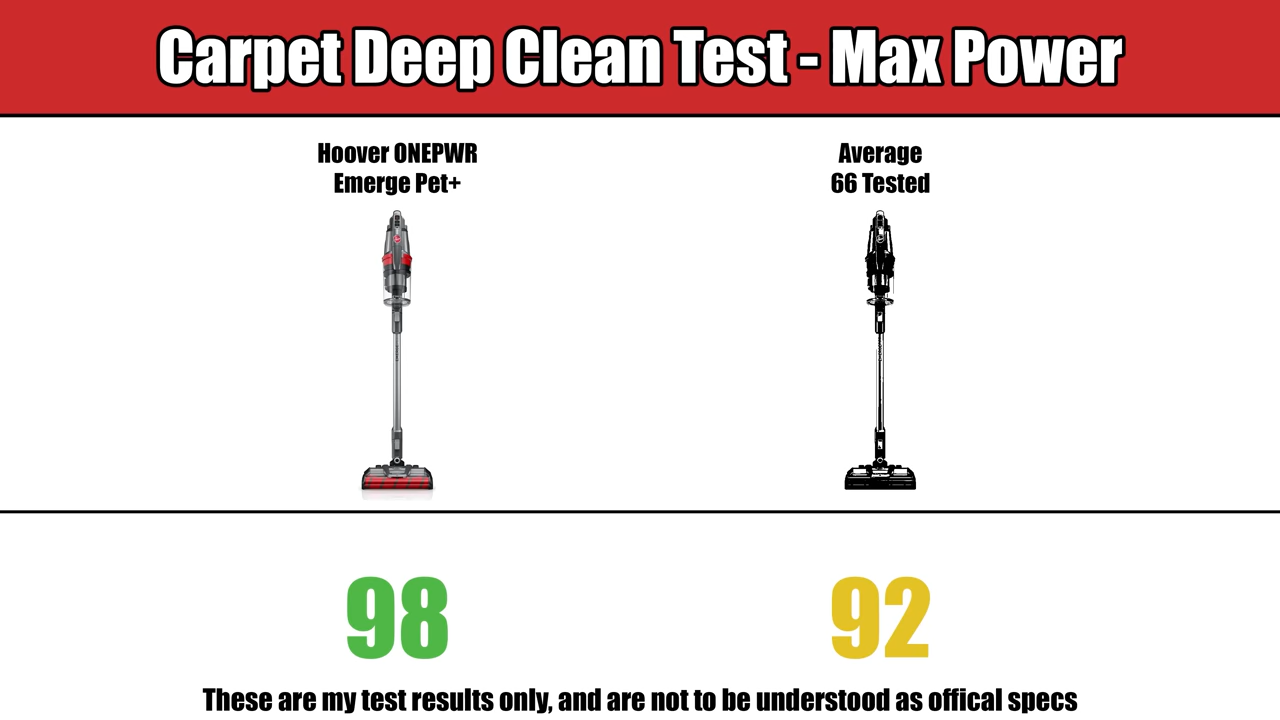 Carpet Deep Clean Test - Max Power
Hoover ONEPWR
Emerge Pet+
Average
66 Tested
98
92
These are my test results only, and are not to be understood as offical specs